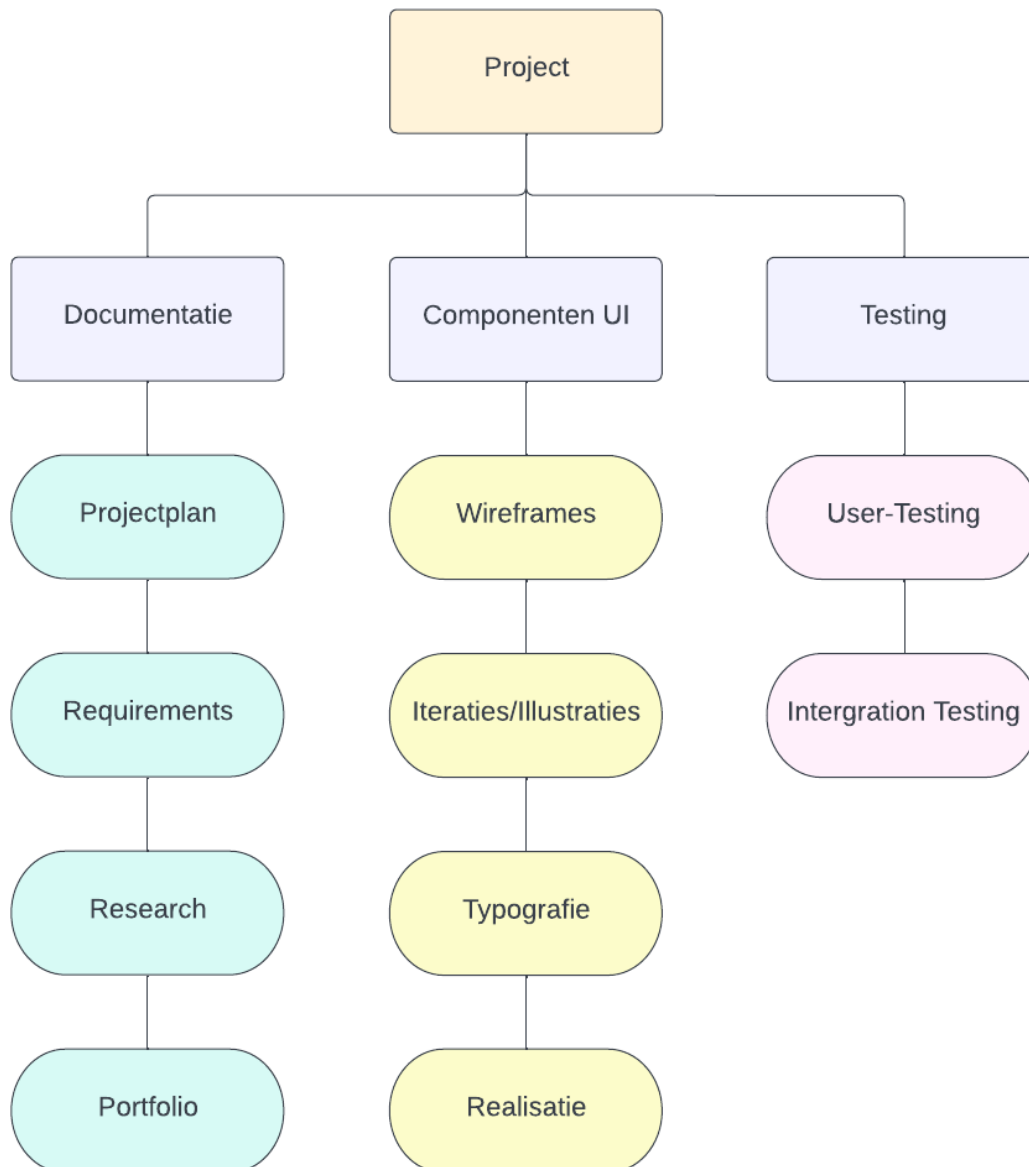 Project
Documentatie
Componenten UI
Testing
Projectplan
Wireframes
User-Testing
Requirements
Iteraties/Illustraties
Intergration Testing
Research
Typografie
Portfolio
Realisatie